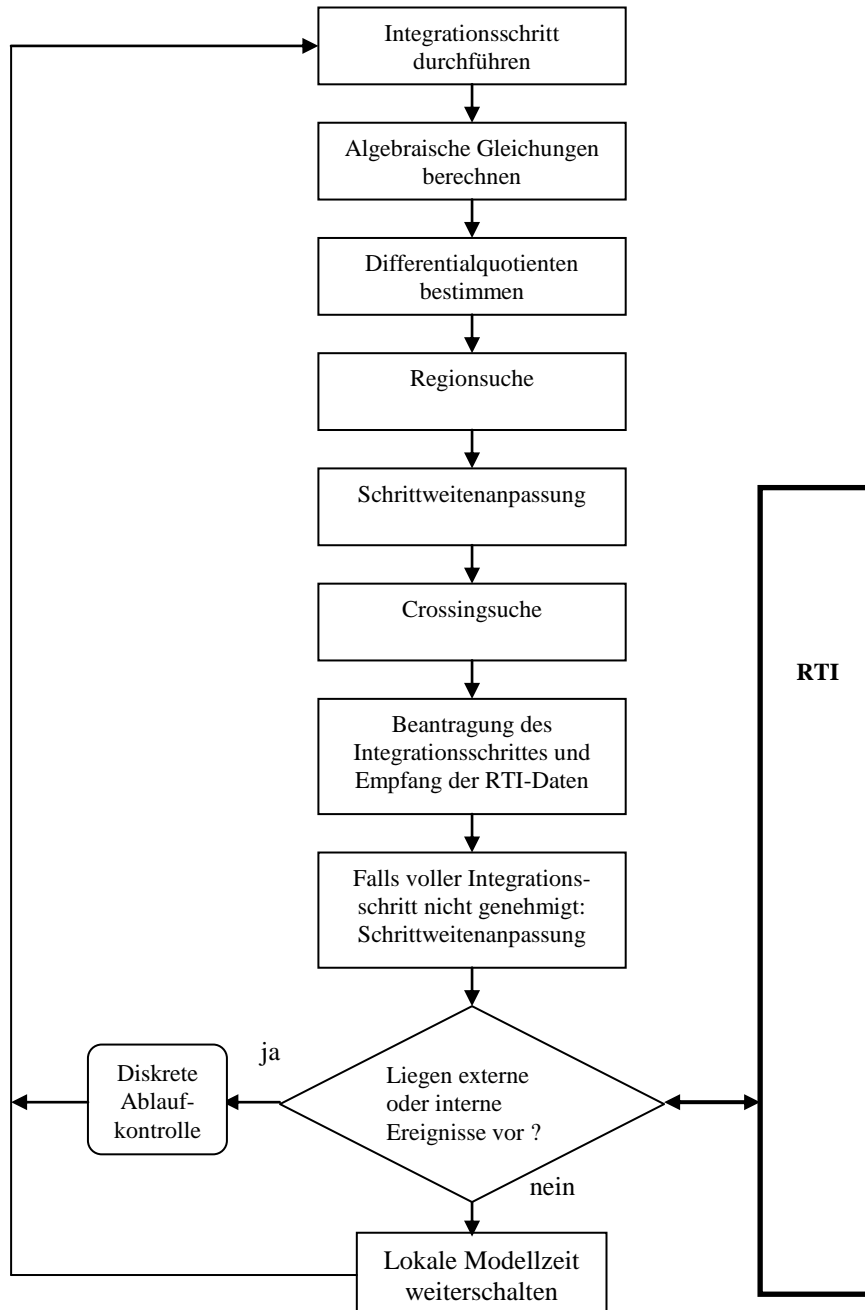 Integrationsschritt
durchführen
Algebraische Gleichungen
berechnen
Differentialquotienten
bestimmen
Regionsuche
Schrittweitenanpassung
Crossingsuche
RTI
Beantragung des
Integrationsschrittes und
Empfang der RTI-Daten
Falls voller Integrations-
schritt nicht genehmigt:
Schrittweitenanpassung
ja
Diskrete
Ablauf-
kontrolle
Liegen externe
oder interne
Ereignisse vor ?
nein
Lokale Modellzeit
weiterschalten